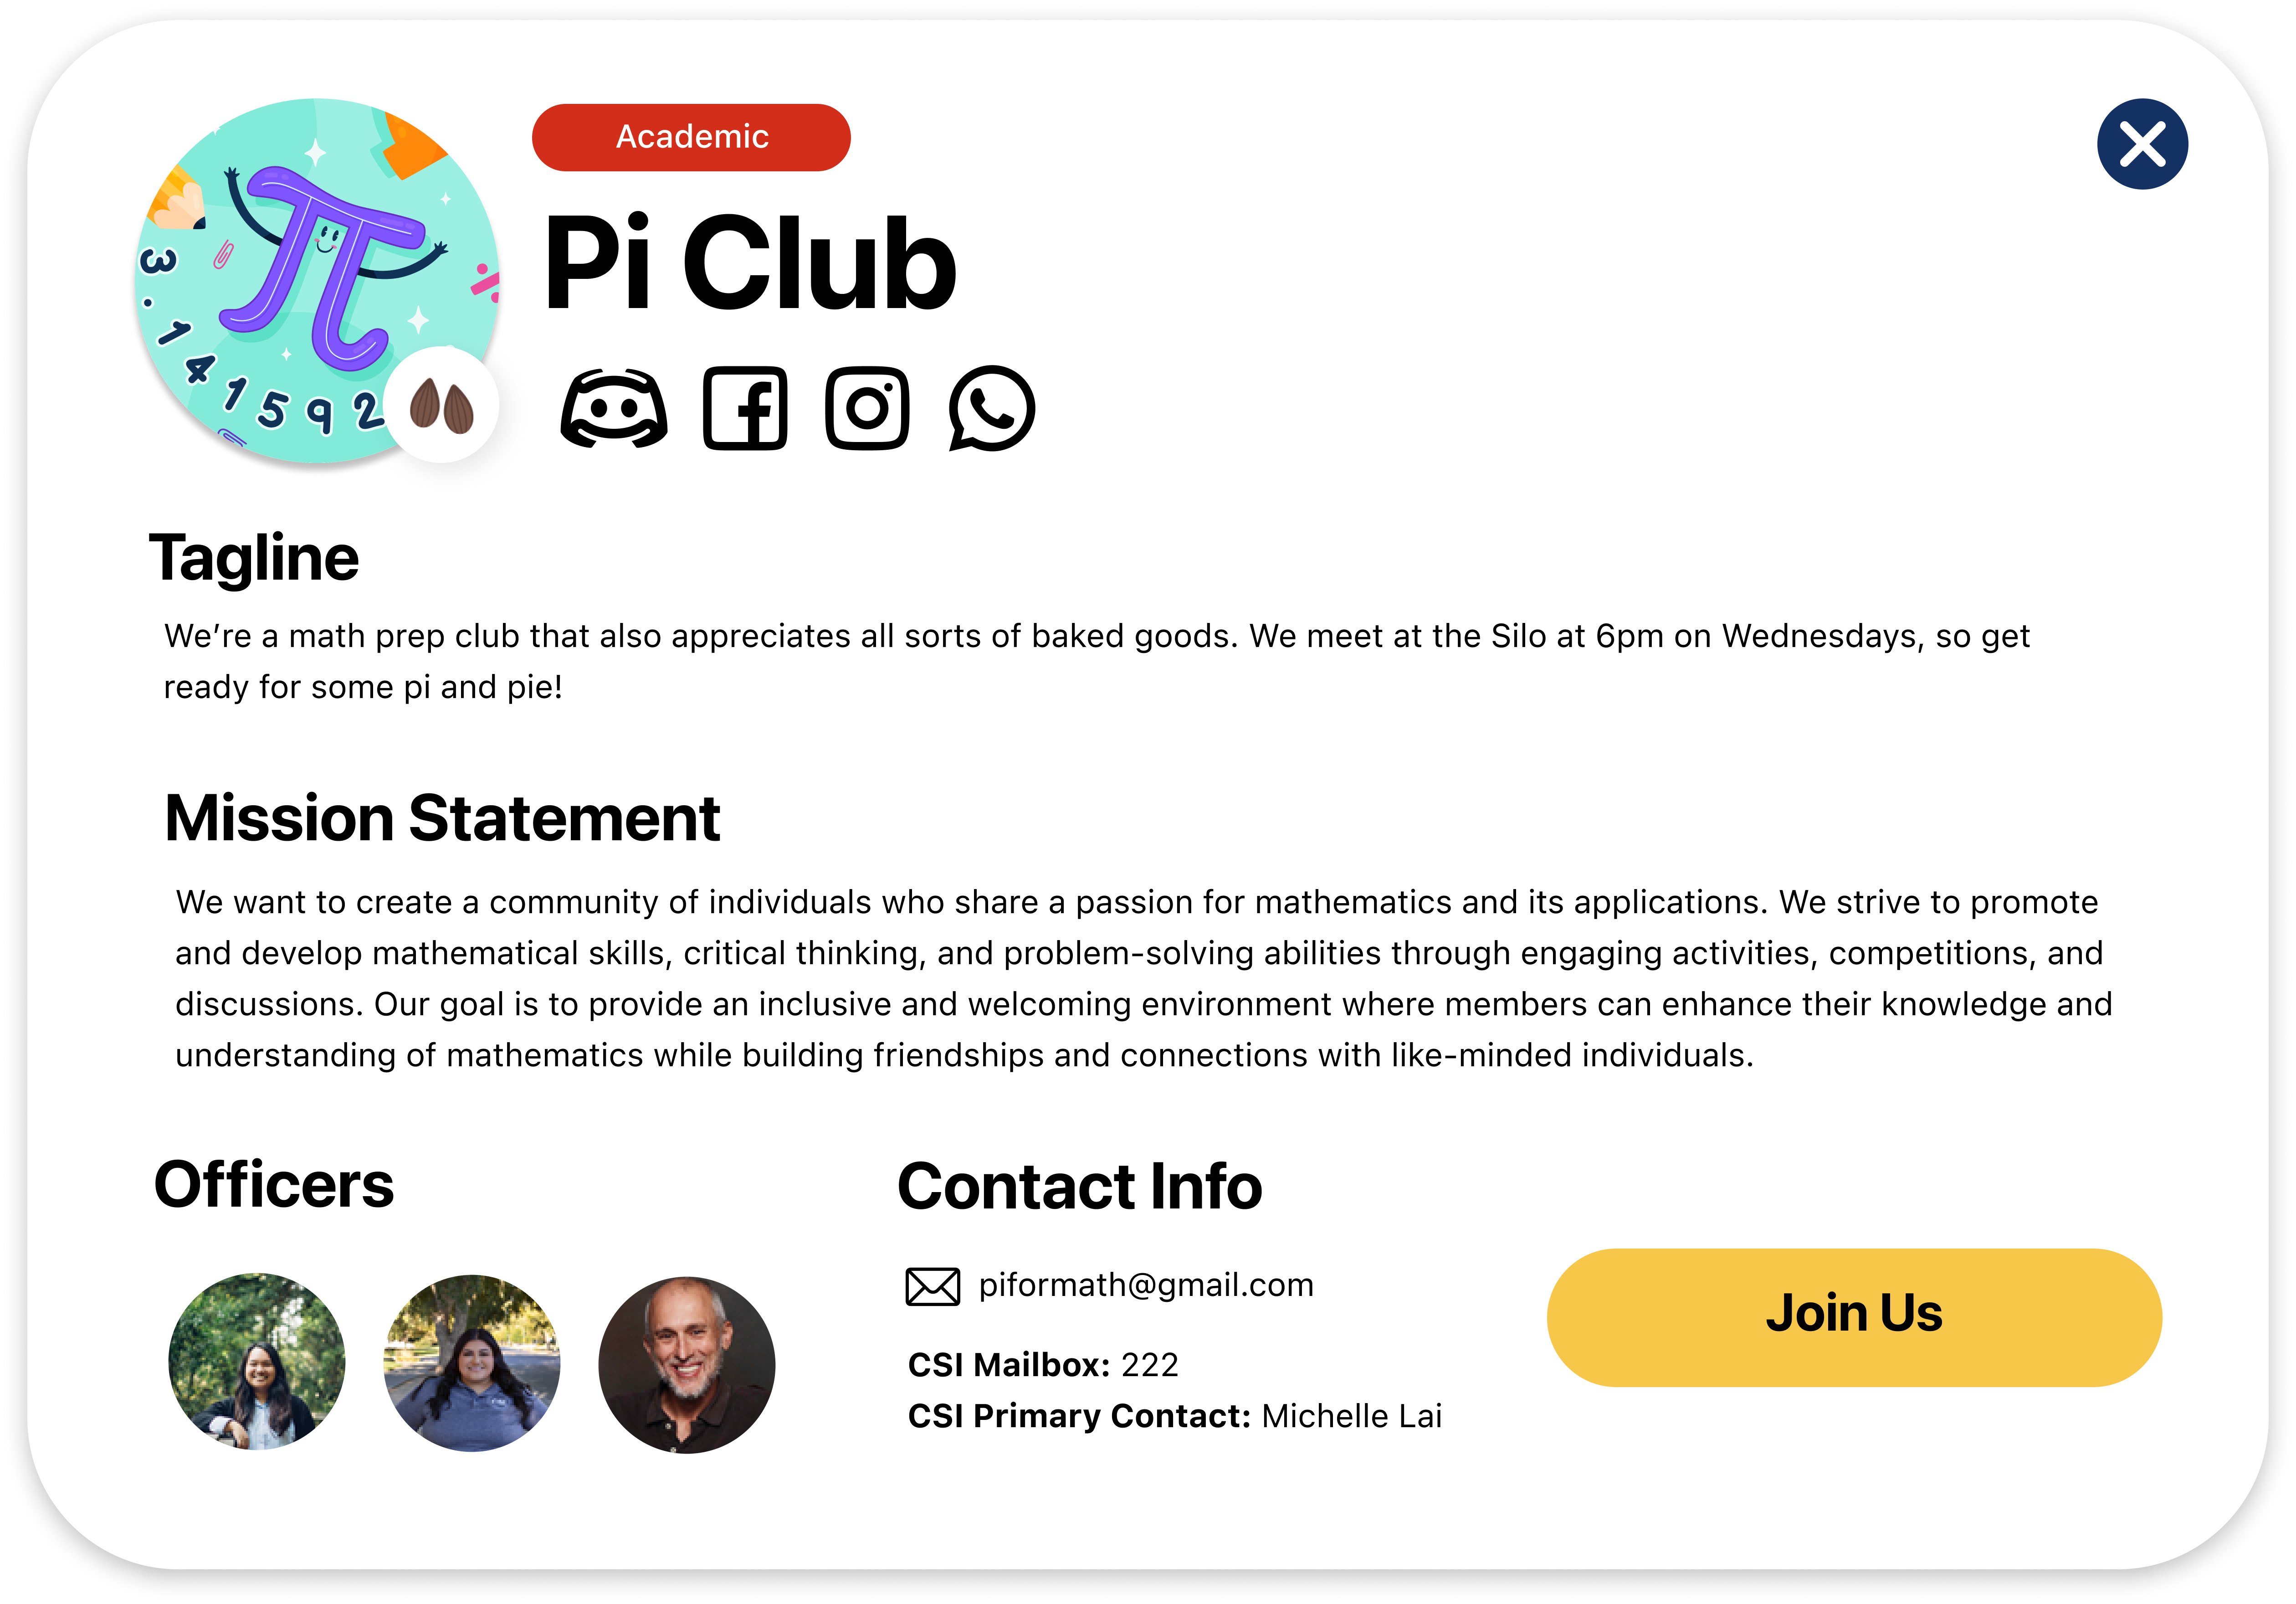 Academic
Pi Club
3.141592
Tagline
We’re a math prep club that also appreciates all sorts of baked goods. We meet at the Silo at 6pm on Wednesdays, so get
ready for some pi and pie!
Mission Statement
We want to create a community of individuals who share a passion for mathematics and its applications. We strive to promote
and develop mathematical skills, critical thinking, and problem-solving abilities through engaging activities, competitions, and
discussions. Our goal is to provide an inclusive and welcoming environment where members can enhance their knowledge and
understanding of mathematics while building friendships and connections with like-minded individuals.
Officers
Contact Info
piformath@gmail.com
CSI Mailbox: 222
CSI Primary Contact: Michelle Lai
Join Us